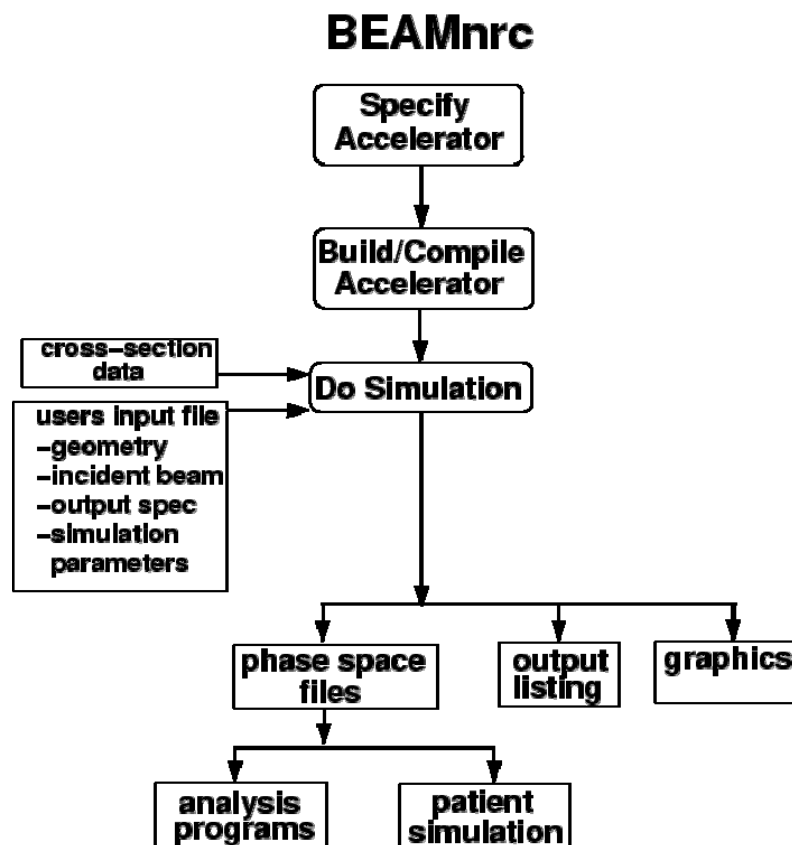 BEAMnrc
Specify
Accelerator
Build/Compile
Accelerator
cross-section
data
Do Simulation
users input file
-geometry
-incident beam
-output spec
-simulation
parameters
phase space
files
output
listing
graphics
analysis
programs
patient
simulation